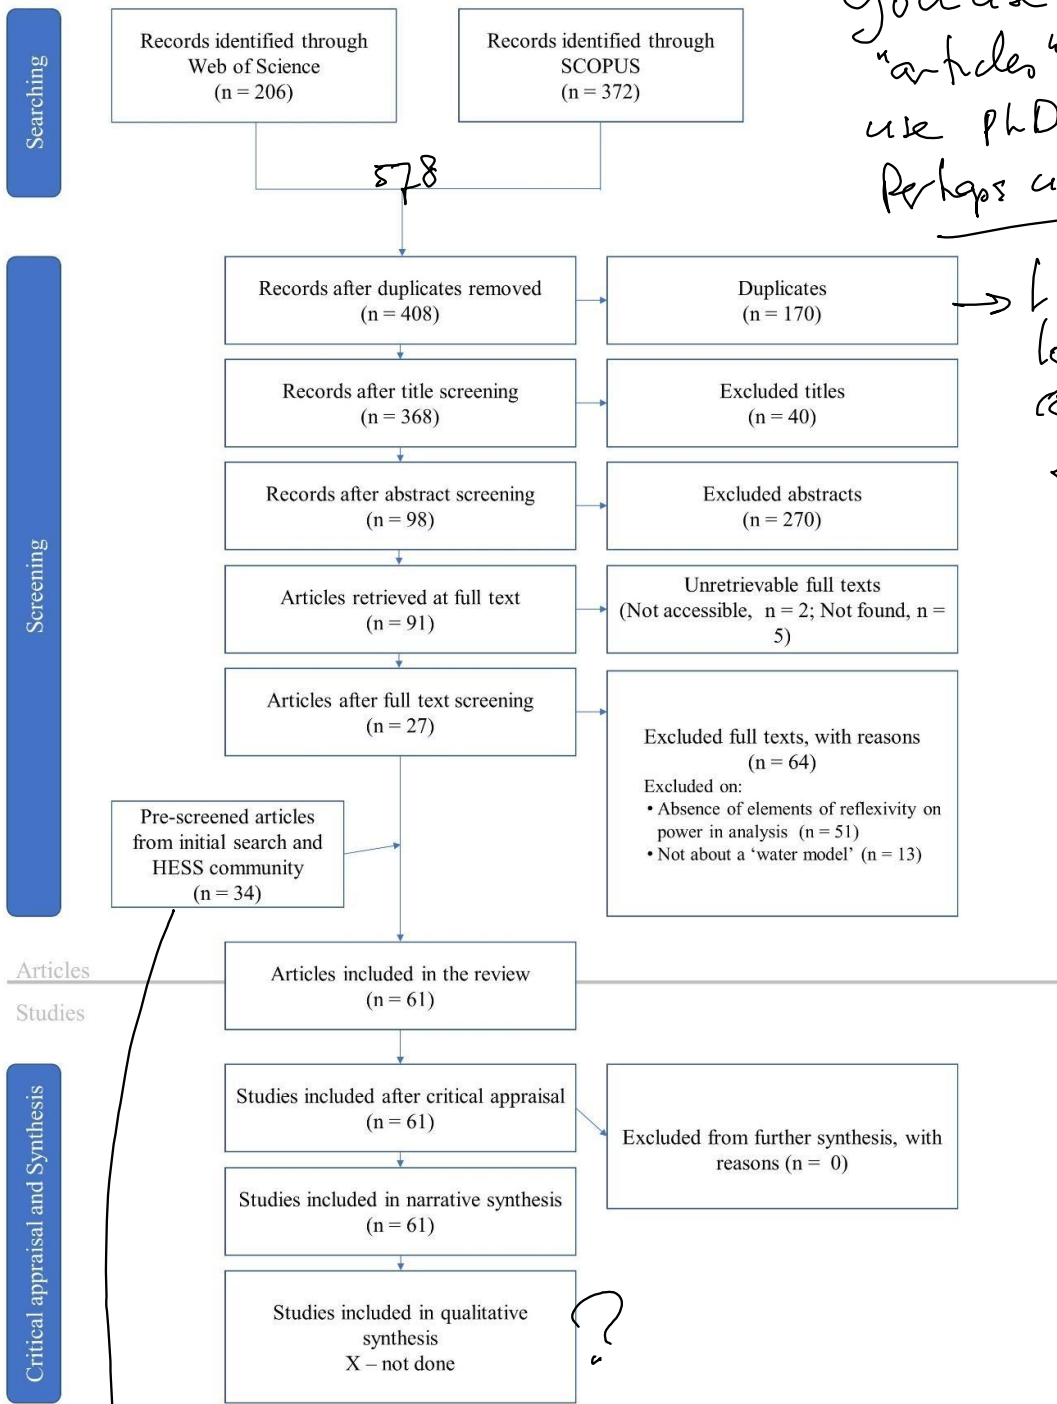 Searching
Records identified through
Web of Science
(n = 206)
Records identified through
SCOPUS
(n = 372)
you use
"articles"
use PhD
Perhaps
578
Screening
Records after duplicates removed
(n = 408)
Duplicates
(n = 170)
Records after title screening
(n = 368)
Excluded titles
(n = 40)
Records after abstract screening
(n = 98)
Excluded abstracts
(n = 270)
Articles retrieved at full text
(n = 91)
Unretrievable full texts
(Not accessible, n = 2; Not found, n =
5)
Articles after full text screening
(n = 27)
Excluded full texts, with reasons
(n = 64)
Excluded on:
• Absence of elements of reflexivity on
power in analysis (n = 51)
• Not about a ‘water model’ (n = 13)
Pre-screened articles
from initial search and
HESS community
(n = 34)
Articles
Studies
Articles included in the review
(n = 61)
Critical appraisal and Synthesis
Studies included after critical appraisal
(n = 61)
Excluded from further synthesis, with
reasons (n = 0)
Studies included in narrative synthesis
(n = 61)
Studies included in qualitative
synthesis
X – not done
?